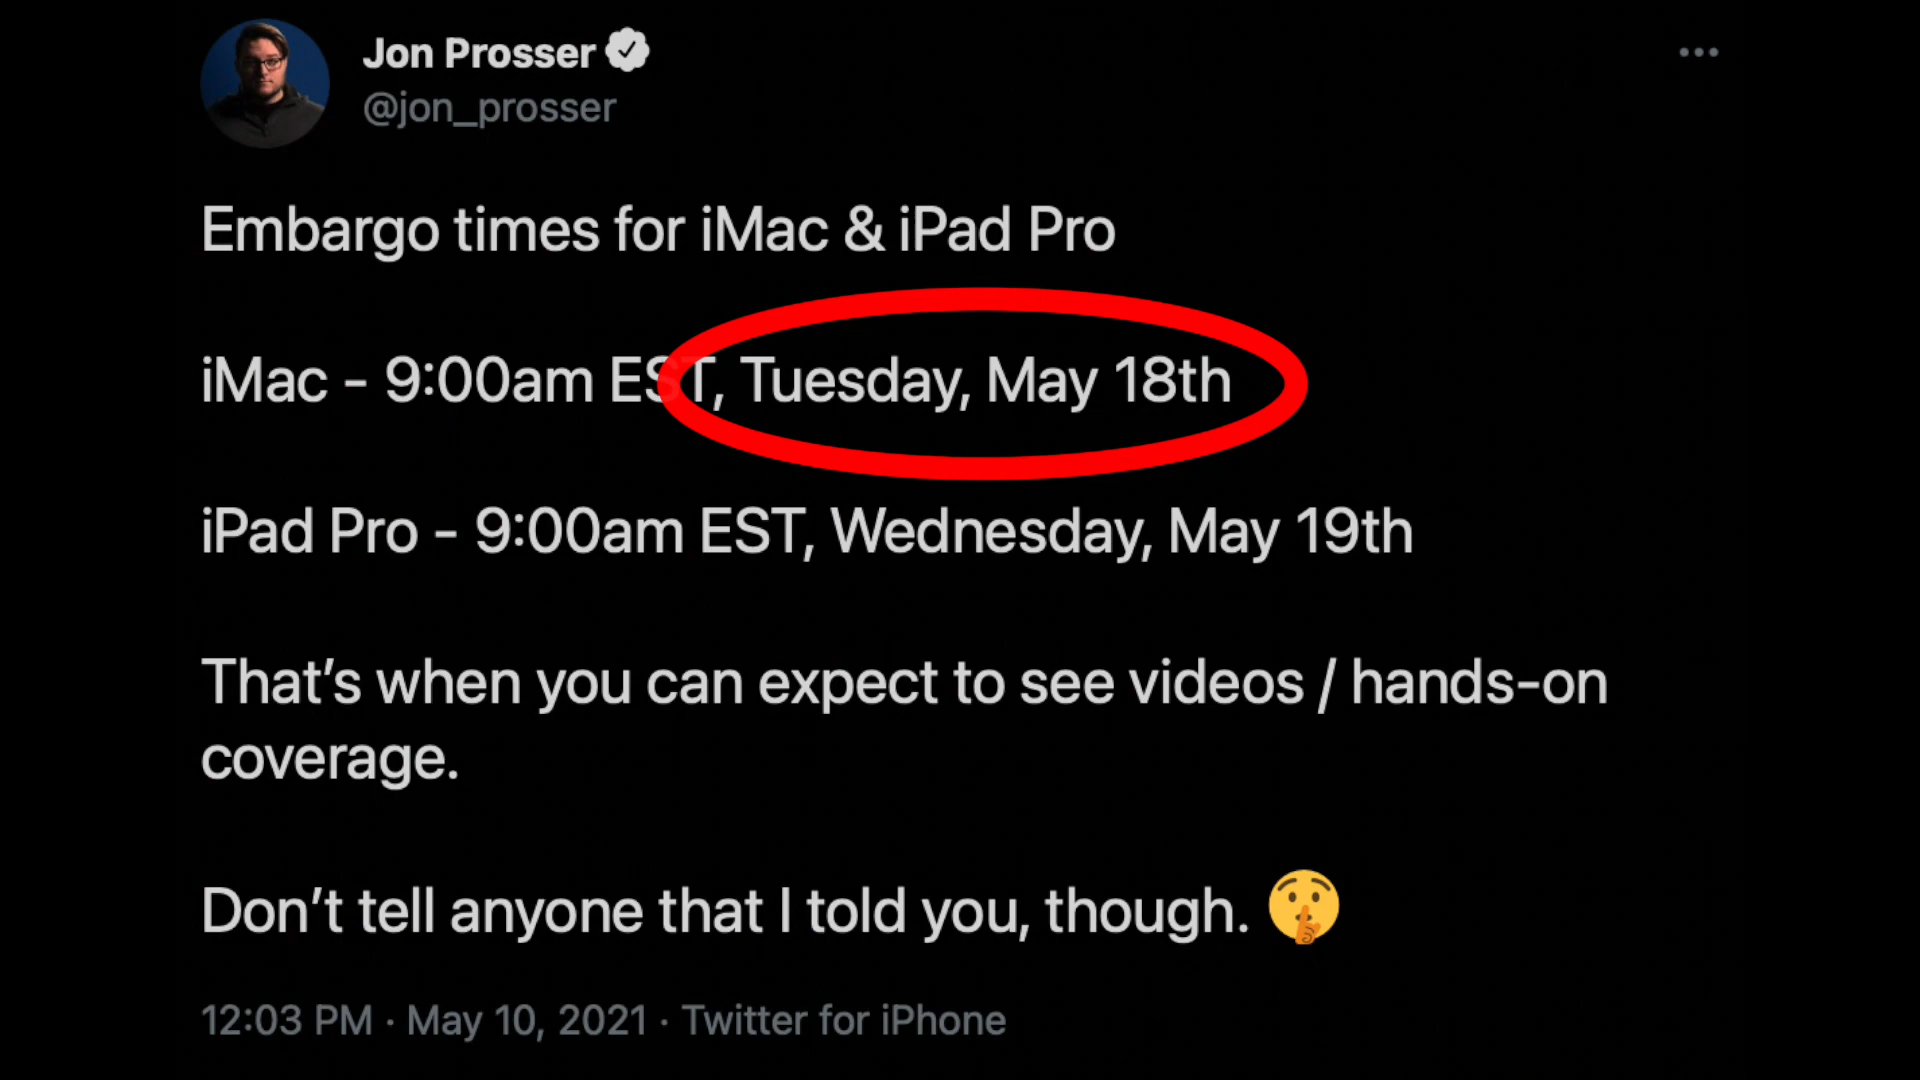 Jon Prosser
@jon_prosser
Embargo times for iMac & iPad Pro
iMac - 9:00am EST, Tuesday, May 18th
iPad Pro - 9:00am EST, Wednesday, May 19th
That’s when you can expect to see videos / hands-on
coverage.
Don’t tell anyone that I told you, though. 🤫
12:03 PM · May 10, 2021 · Twitter for iPhone